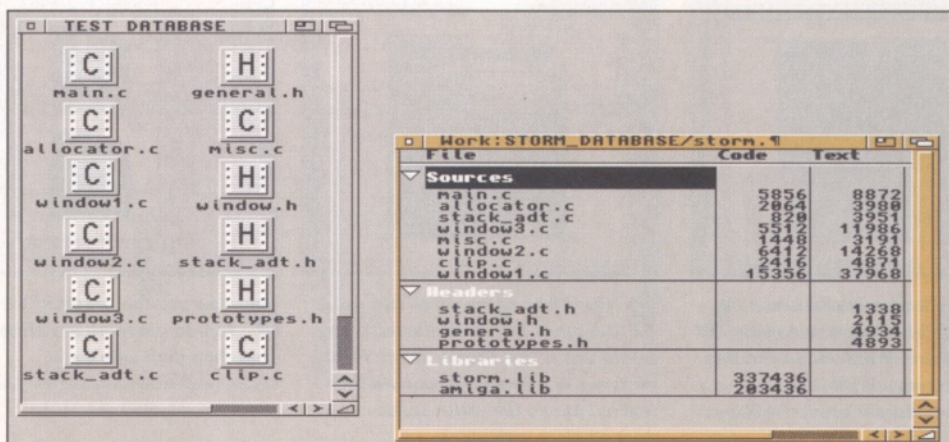 TEST DATABASE
C H
main.c general.h
C C
allocator.c misc.c
C H
window1.c window.h
C H
window2.c stack_adt.h
C H
window3.c prototypes.h
C C
stack_adt.c clip.c
Work:STORM_DATABASE/storm.¶
File Code Text
Sources
main.c 5856 8872
allocator.c 2064 3980
stack_adt.c 820 3951
window3.c 5512 11986
misc.c 1448 3191
window2.c 6412 14268
clip.c 2416 4871
window1.c 15356 37968
Headers
stack_adt.h 1338
window.h 2115
general.h 4934
prototypes.h 4893
Libraries
storm.lib 337436
amiga.lib 203436